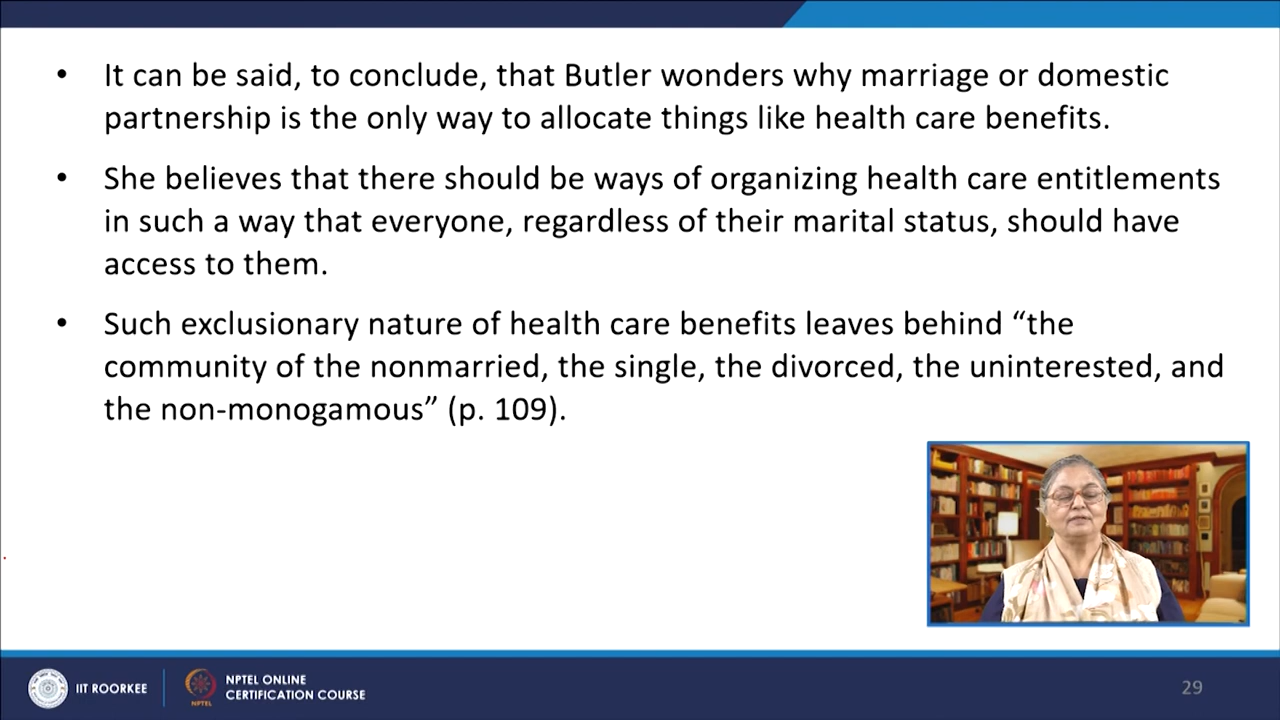 • It can be said, to conclude, that Butler wonders why marriage or domestic
partnership is the only way to allocate things like health care benefits.
• She believes that there should be ways of organizing health care entitlements
in such a way that everyone, regardless of their marital status, should have
access to them.
• Such exclusionary nature of health care benefits leaves behind “the
community of the nonmarried, the single, the divorced, the uninterested, and
the non-monogamous” (p. 109).
IIT ROORKEE
NPTEL
NPTEL ONLINE
CERTIFICATION COURSE
29